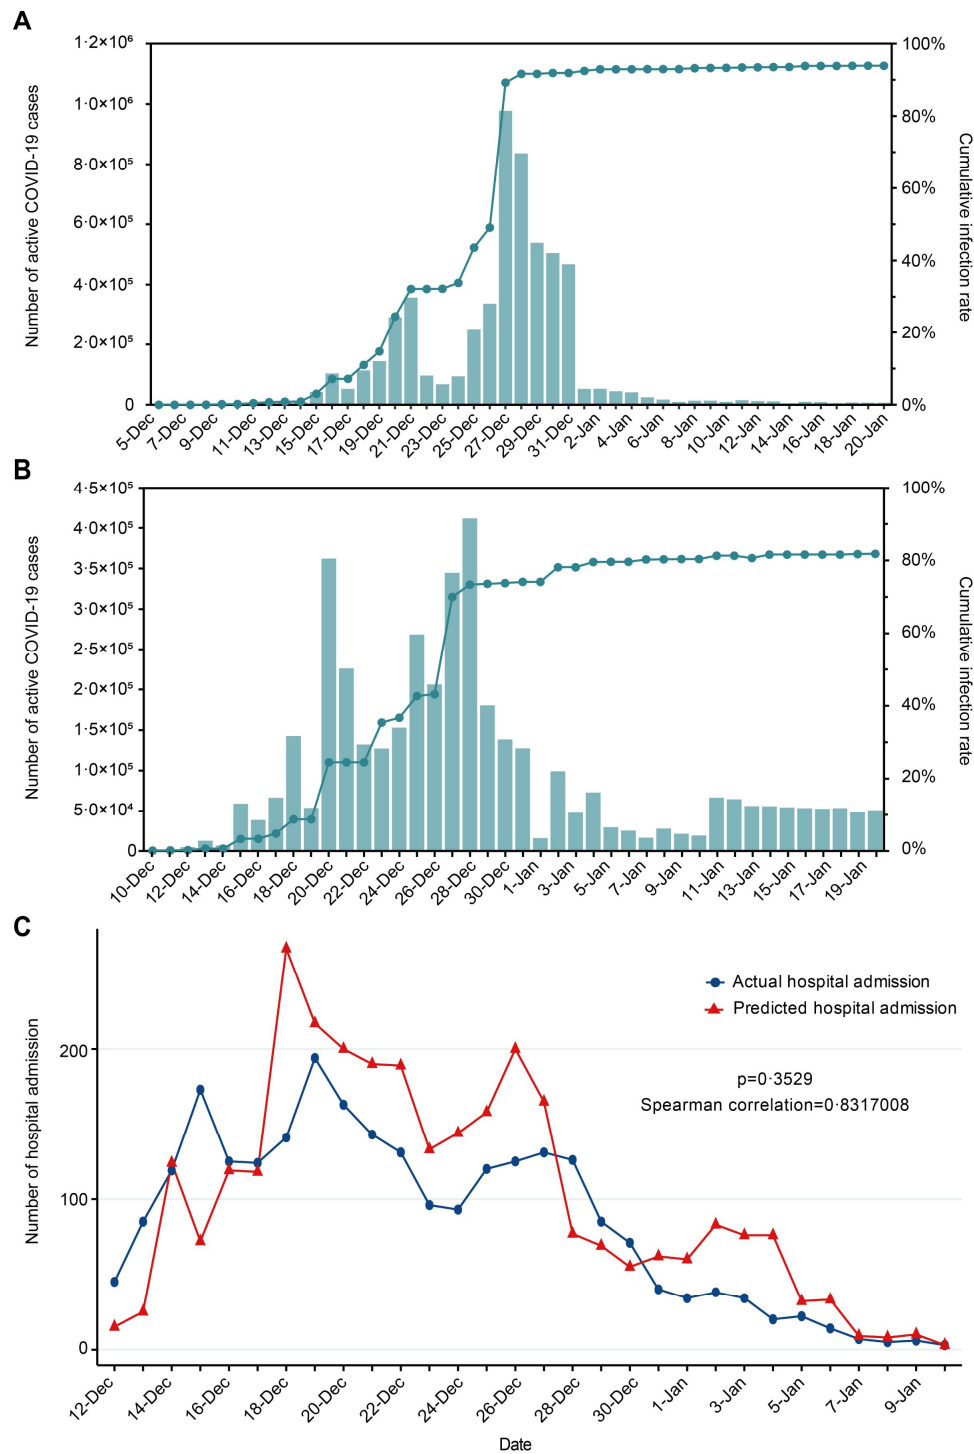 A
Number of active COVID-19 cases
1·2×10⁶
1·0×10⁶
8·0×10⁵
6·0×10⁵
4·0×10⁵
2·0×10⁵
0
100%
80%
60%
40%
20%
0%
Cumulative infection rate
5-Dec
7-Dec
9-Dec
11-Dec
13-Dec
15-Dec
17-Dec
19-Dec
21-Dec
23-Dec
25-Dec
27-Dec
29-Dec
31-Dec
2-Jan
4-Jan
6-Jan
8-Jan
10-Jan
12-Jan
14-Jan
16-Jan
18-Jan
20-Jan
B
Number of active COVID-19 cases
4·5×10⁵
4·0×10⁵
3·5×10⁵
3·0×10⁵
2·5×10⁵
2·0×10⁵
1·5×10⁵
1·0×10⁵
5·0×10⁴
0
100%
80%
60%
40%
20%
0%
Cumulative infection rate
10-Dec
12-Dec
14-Dec
16-Dec
18-Dec
20-Dec
22-Dec
24-Dec
26-Dec
28-Dec
30-Dec
1-Jan
3-Jan
5-Jan
7-Jan
9-Jan
11-Jan
13-Jan
15-Jan
17-Jan
19-Jan
C
Number of hospital admission
200
100
0
Actual hospital admission
Predicted hospital admission
p=0·3529
Spearman correlation=0·8317008
12-Dec
14-Dec
16-Dec
18-Dec
20-Dec
22-Dec
24-Dec
26-Dec
28-Dec
30-Dec
1-Jan
3-Jan
5-Jan
7-Jan
9-Jan
Date